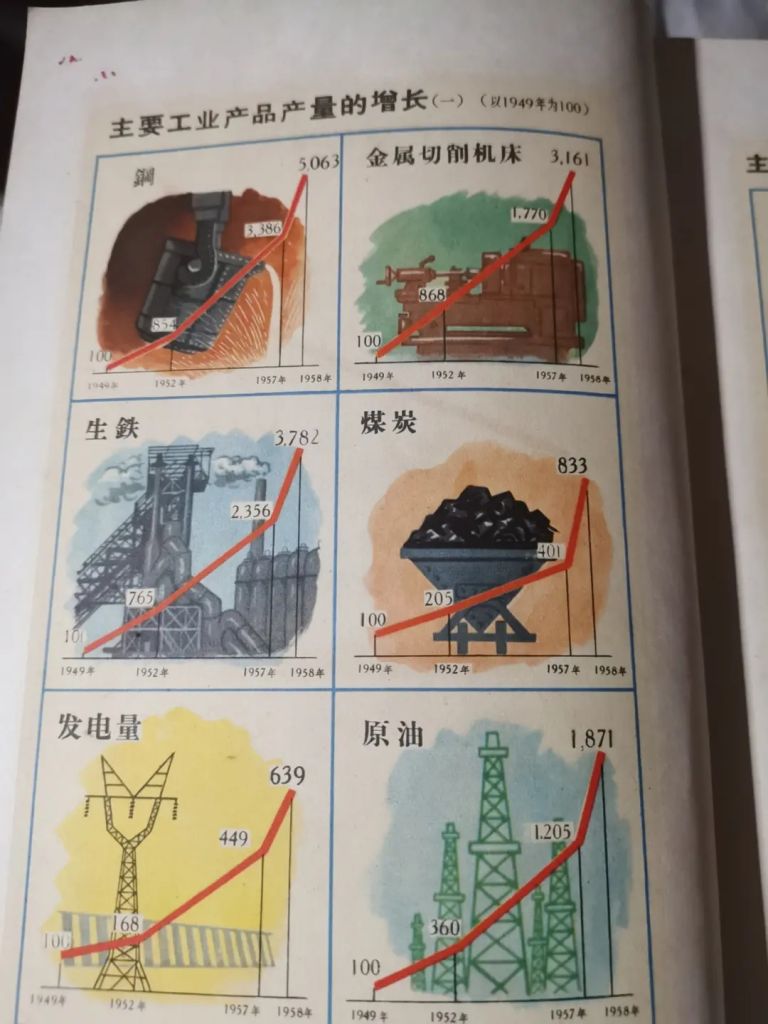 主要工业产品产量的增长(一) (以1949年为100)
鋼
5,063
3,386
854
100
1949年 1952年 1957年 1958年
金属切削机床
3,161
1,770
868
100
1949年 1952年 1957年 1958年
生鉄
3,782
2,356
765
100
1949年 1952年 1957年 1958年
煤炭
833
401
205
100
1949年 1952年 1957年 1958年
发电量
639
449
168
100
1949年 1952年 1957年 1958年
原油
1,871
1,205
360
100
1949年 1952年 1957年 1958年
主